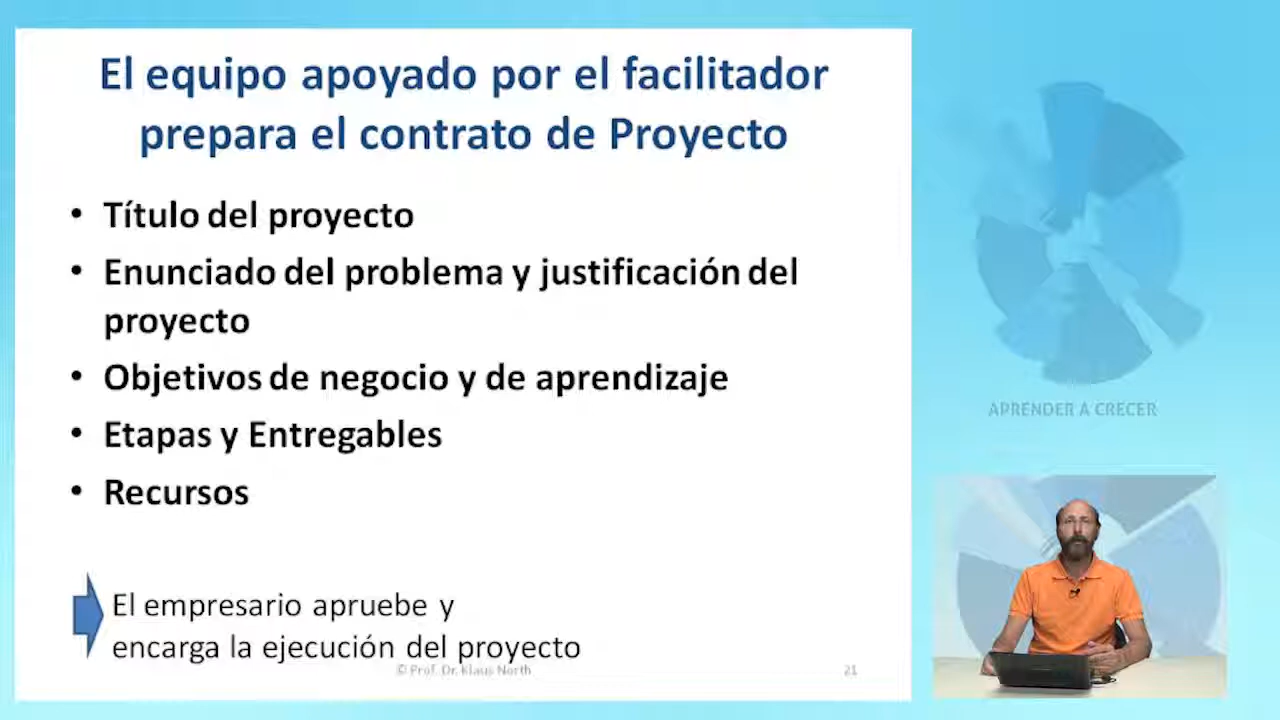 El equipo apoyado por el facilitador
prepara el contrato de Proyecto
• Título del proyecto
• Enunciado del problema y justificación del
proyecto
• Objetivos de negocio y de aprendizaje
• Etapas y Entregables
• Recursos
El empresario apruebe y
encarga la ejecución del proyecto
© Prof. Dr. Klaus North
21
APRENDER A CRECER